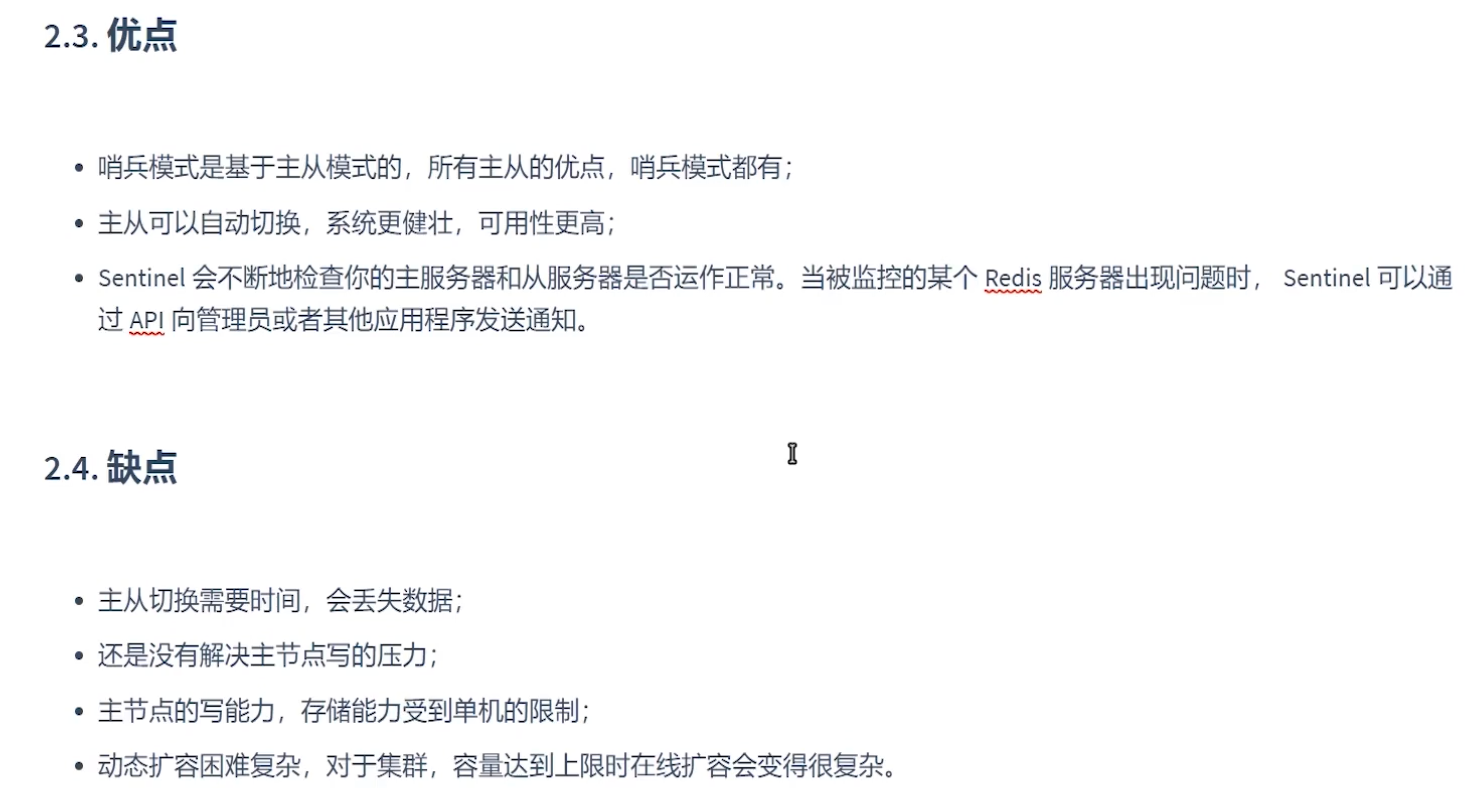 2.3. 优点
• 哨兵模式是基于主从模式的，所有主从的优点，哨兵模式都有；
• 主从可以自动切换，系统更健壮，可用性更高；
• Sentinel 会不断地检查你的主服务器和从服务器是否运作正常。当被监控的某个 Redis 服务器出现问题时， Sentinel 可以通
过 API 向管理员或者其他应用程序发送通知。
2.4. 缺点
• 主从切换需要时间，会丢失数据；
• 还是没有解决主节点写的压力；
• 主节点的写能力，存储能力受到单机的限制；
• 动态扩容困难复杂，对于集群，容量达到上限时在线扩容会变得很复杂。